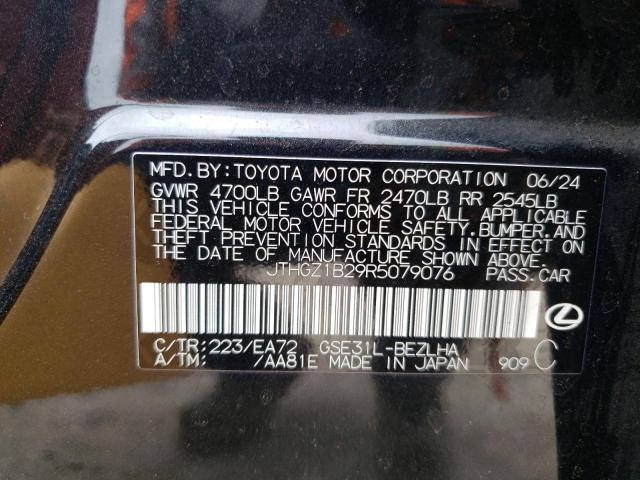 MFD. BY: TOYOTA MOTOR CORPORATION 06/24
GVWR 4700LB GAWR FR 2470LB RR 2545LB
THIS VEHICLE CONFORMS TO ALL APPLICABLE
FEDERAL MOTOR VEHICLE SAFETY, BUMPER, AND
THEFT PREVENTION STANDARDS IN EFFECT ON
THE DATE OF MANUFACTURE SHOWN ABOVE.
JTHGZ1B29R5079076 PASS. CAR
C/TR: 223/EA72 GSE31L-BEZLHA
A/TM: /AA81E MADE IN JAPAN 909 C